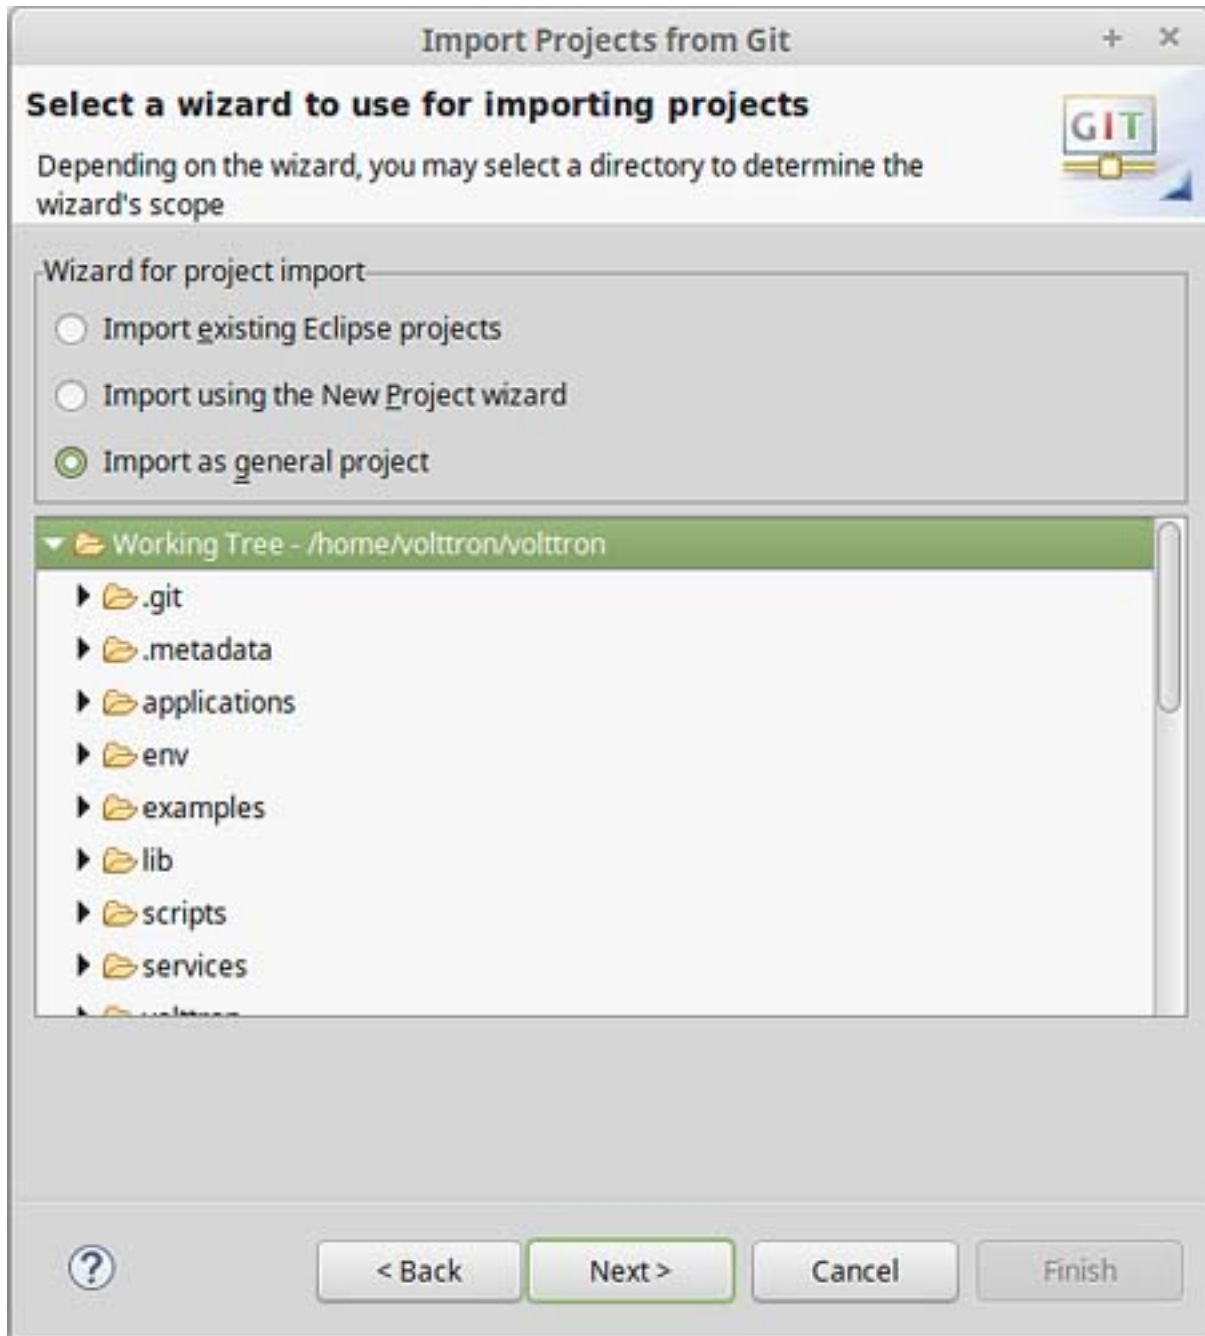 Import Projects from Git
Select a wizard to use for importing projects
GIT
Depending on the wizard, you may select a directory to determine the
wizard's scope
Wizard for project import
Import existing Eclipse projects
Import using the New Project wizard
Import as general project
Working Tree - /home/volttron/volttron
.git
.metadata
applications
env
examples
lib
scripts
services
? < Back Next > Cancel Finish